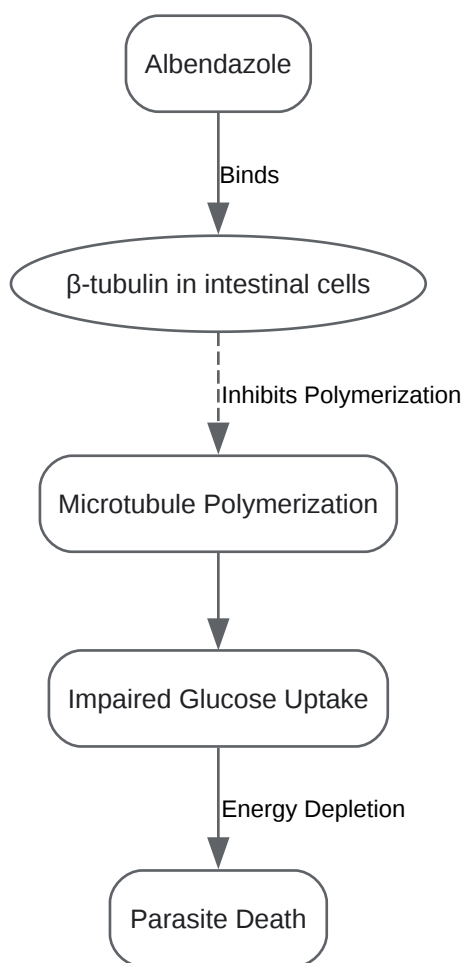 Albendazole
Binds
β-tubulin in intestinal cells
Inhibits Polymerization
Microtubule Polymerization
Impaired Glucose Uptake
Energy Depletion
Parasite Death